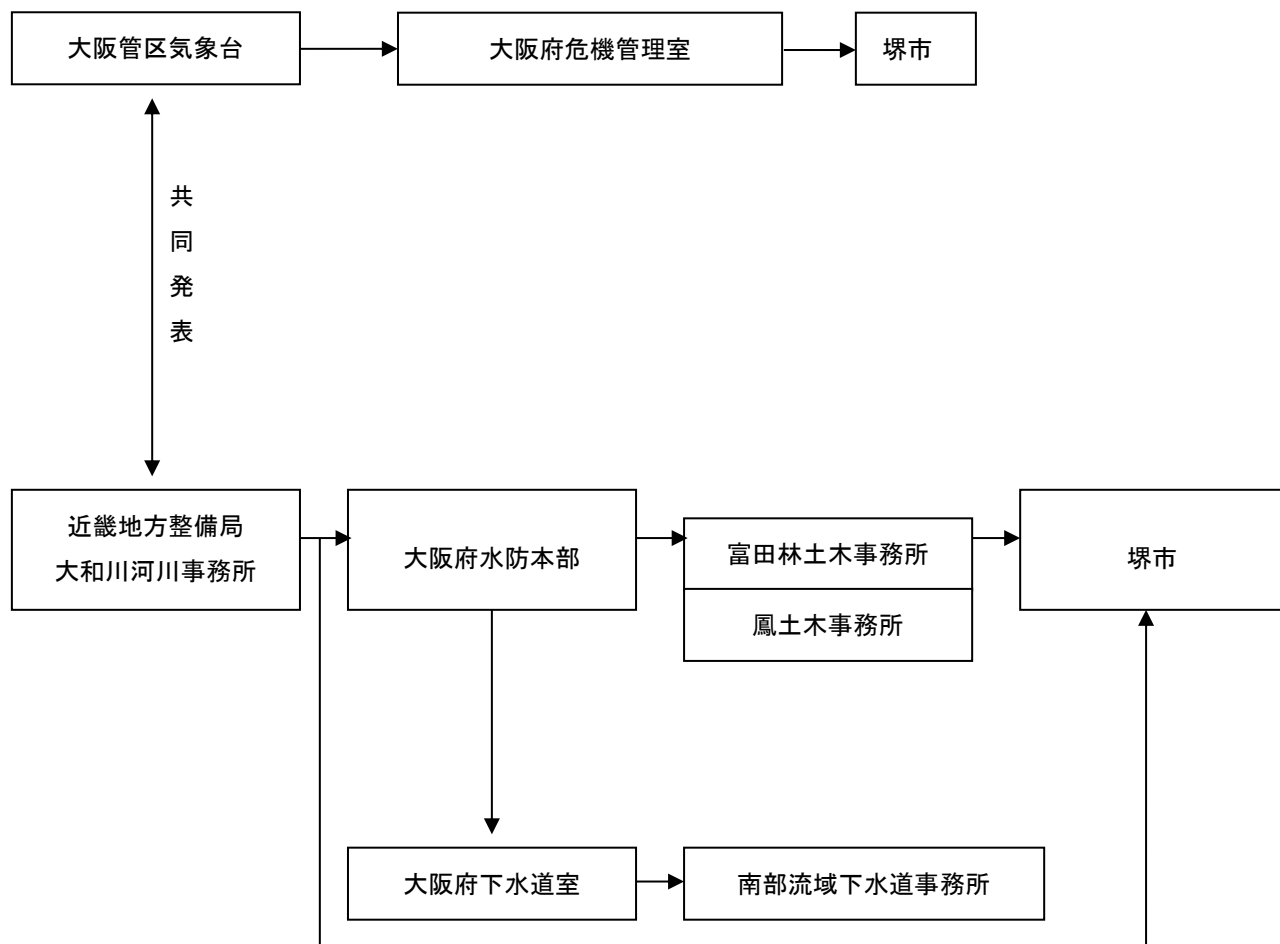 大阪管区気象台
大阪府危機管理室
堺市
共同発表
近畿地方整備局
大和川河川事務所
大阪府水防本部
富田林土木事務所
鳳土木事務所
堺市
大阪府下水道室
南部流域下水道事務所